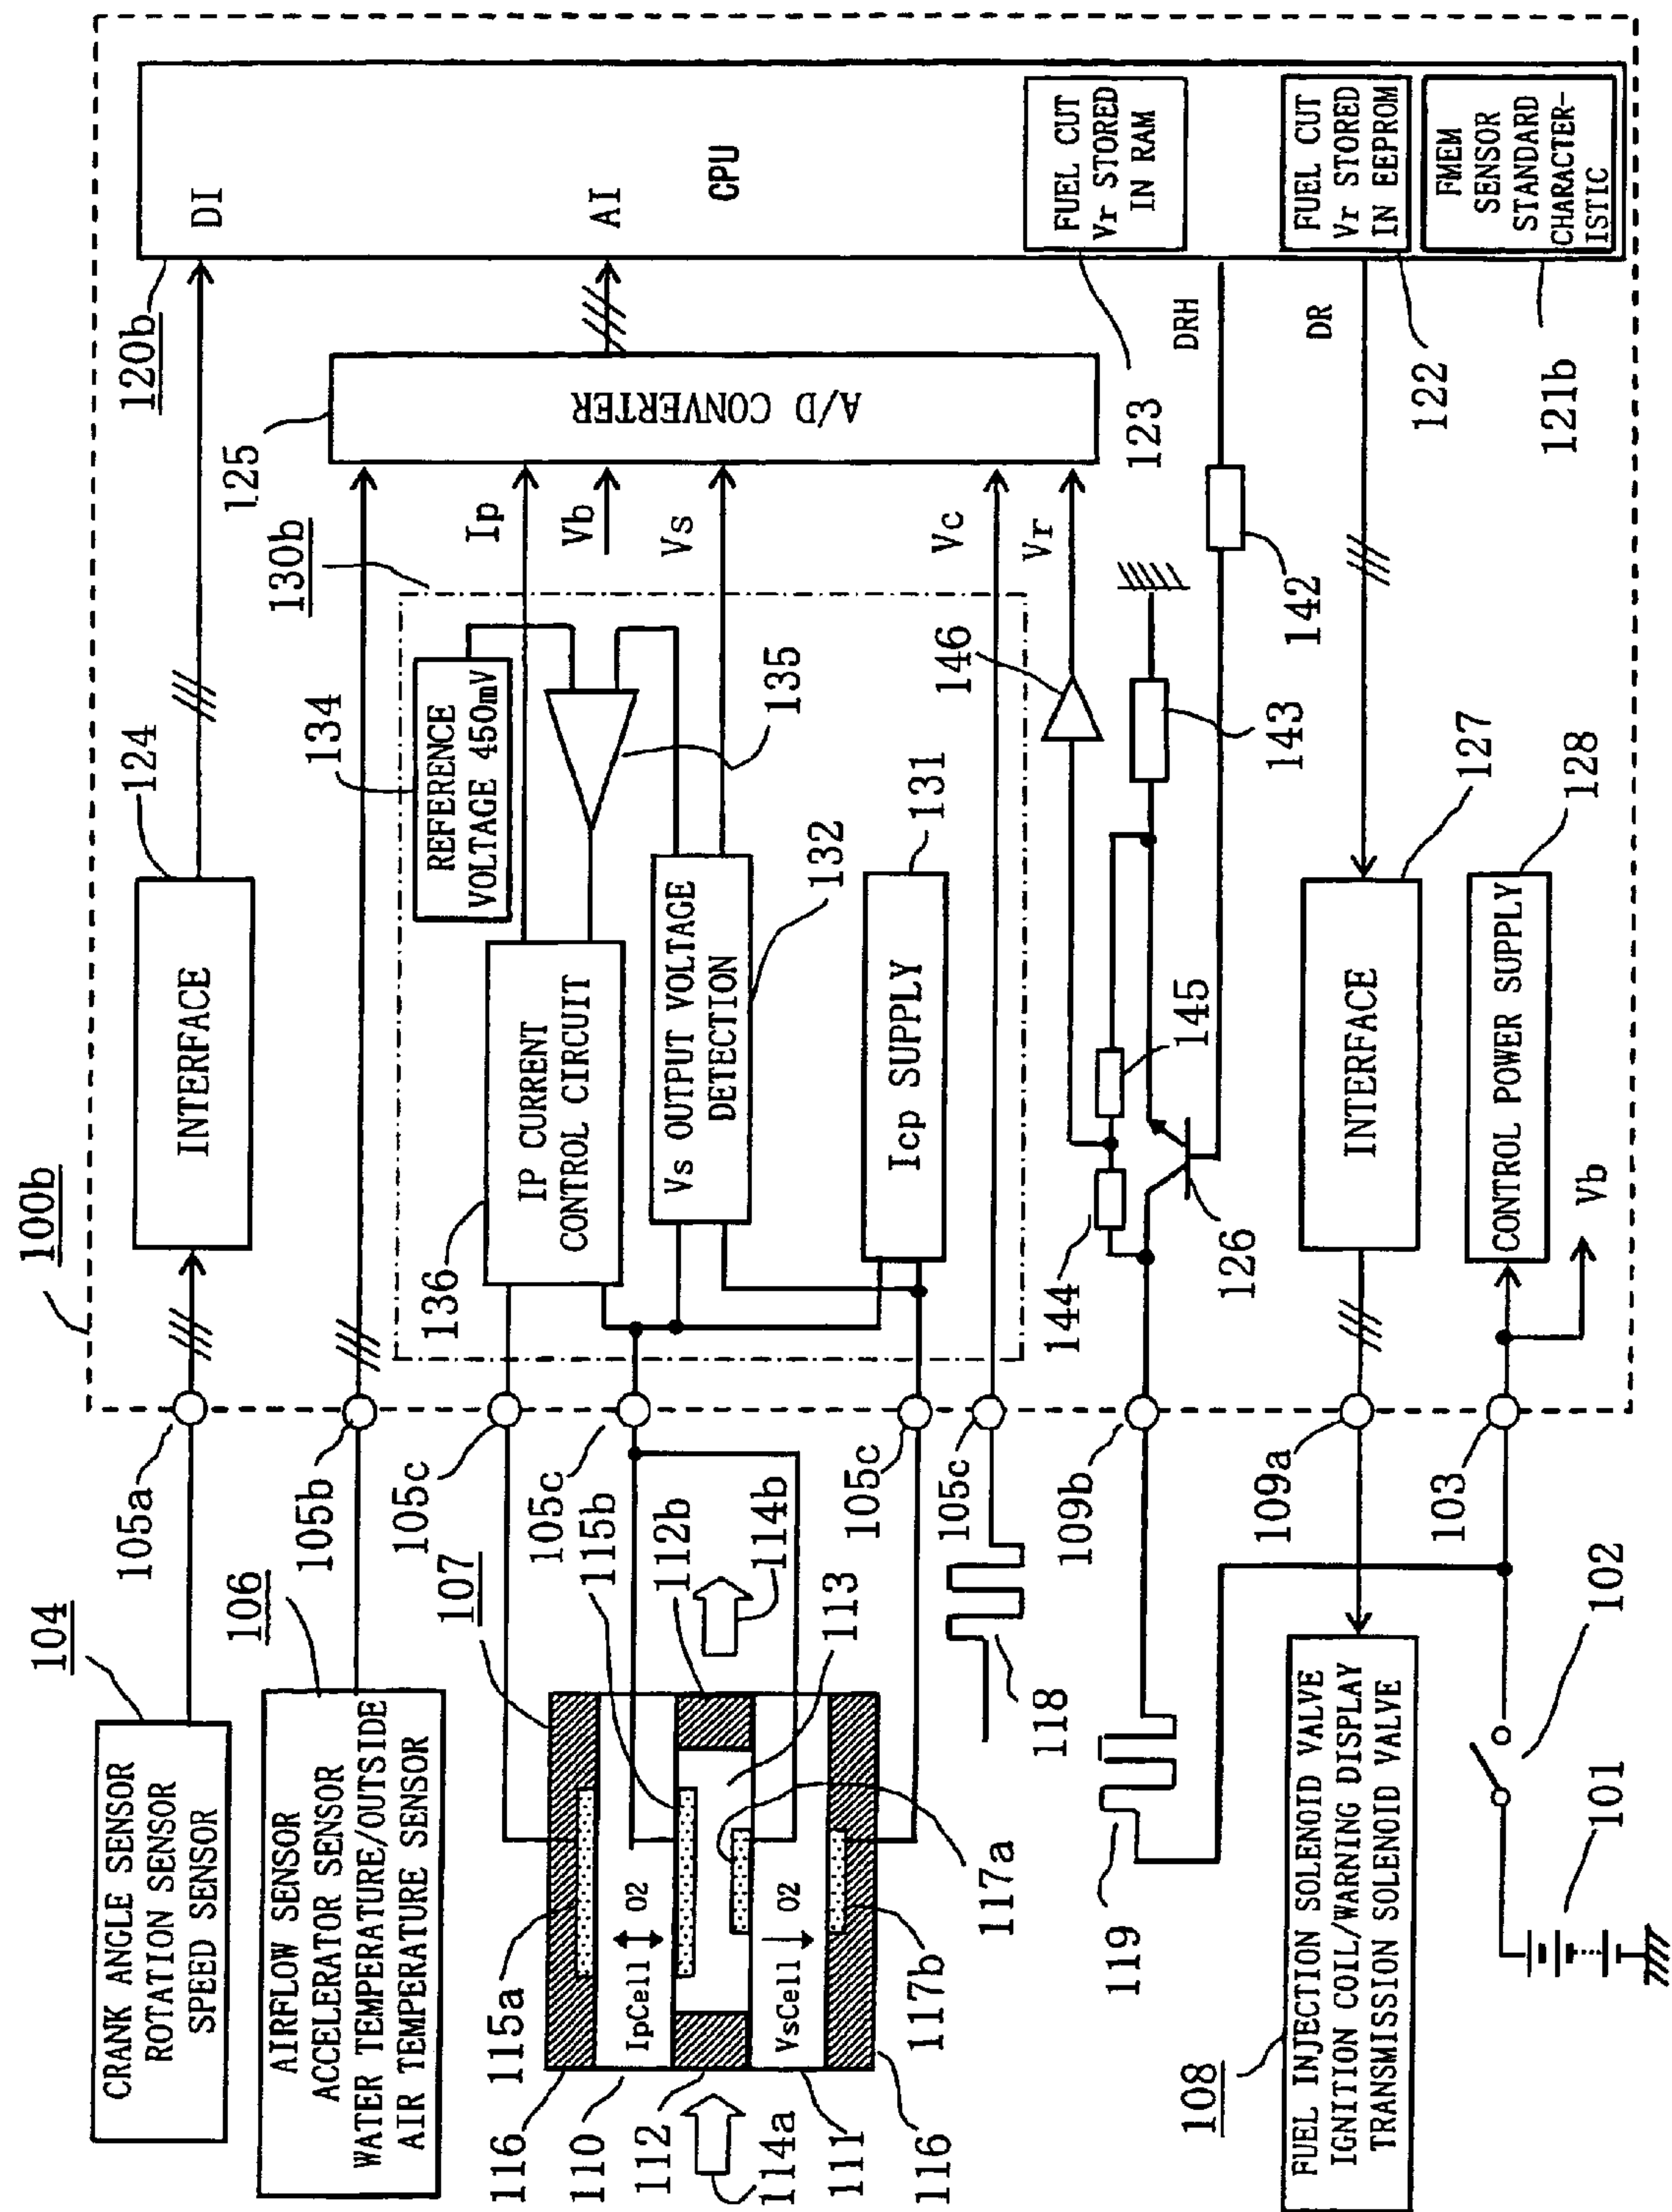 100b
104
CRANK ANGLE SENSOR
ROTATION SENSOR
SPEED SENSOR
105a
124
INTERFACE
120b
DI
AI
CPU
106
AIRFLOW SENSOR
ACCELERATOR SENSOR
WATER TEMPERATURE/OUTSIDE
AIR TEMPERATURE SENSOR
105b
125
A/D CONVERTER
130b
134
REFERENCE
VOLTAGE 450mV
Ip
Vb
Vs
Vc
Vr
136
IP CURRENT
CONTROL CIRCUIT
135
Vs OUTPUT VOLTAGE
DETECTION
132
Icp SUPPLY
131
105c
105c
105c
105c
107
115a
115b
112b
114b
113
116
110
112
114a
111
116
IpCell
O2
VsCell
O2
117a
117b
118
119
FUEL CUT
Vr STORED
IN RAM
123
FUEL CUT
Vr STORED
IN EEPROM
122
FMEM
SENSOR
STANDARD
CHARACTER-
ISTIC
121b
DRH
DR
146
142
143
145
144
126
109b
109a
INTERFACE
127
108
FUEL INJECTION SOLENOID VALVE
IGNITION COIL/WARNING DISPLAY
TRANSMISSION SOLENOID VALVE
103
CONTROL POWER SUPPLY
128
Vb
102
101